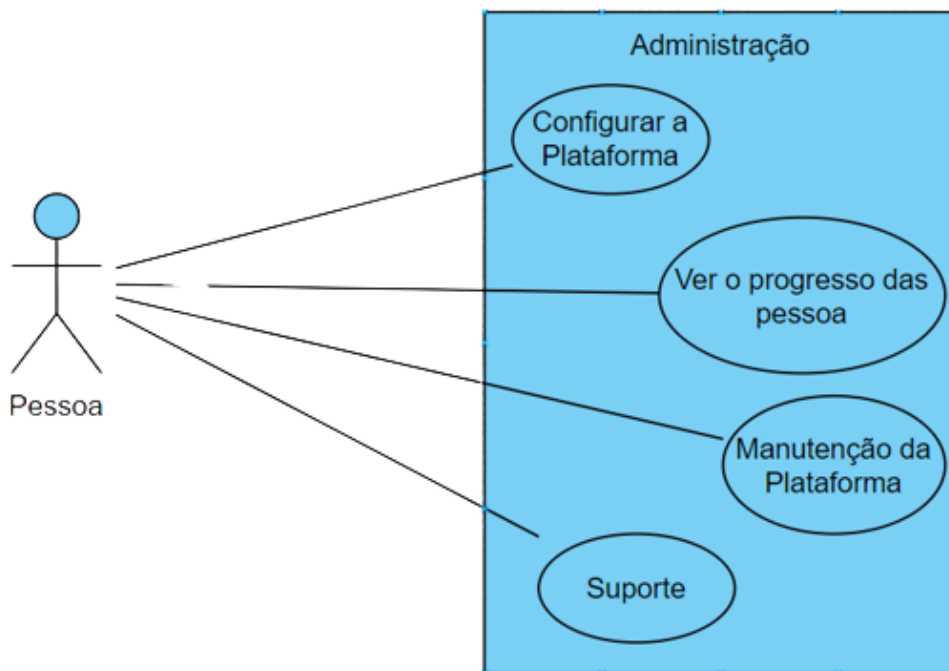 Administração
Configurar a
Plataforma
Ver o progresso das
pessoa
Pessoa
Manutenção da
Plataforma
Suporte